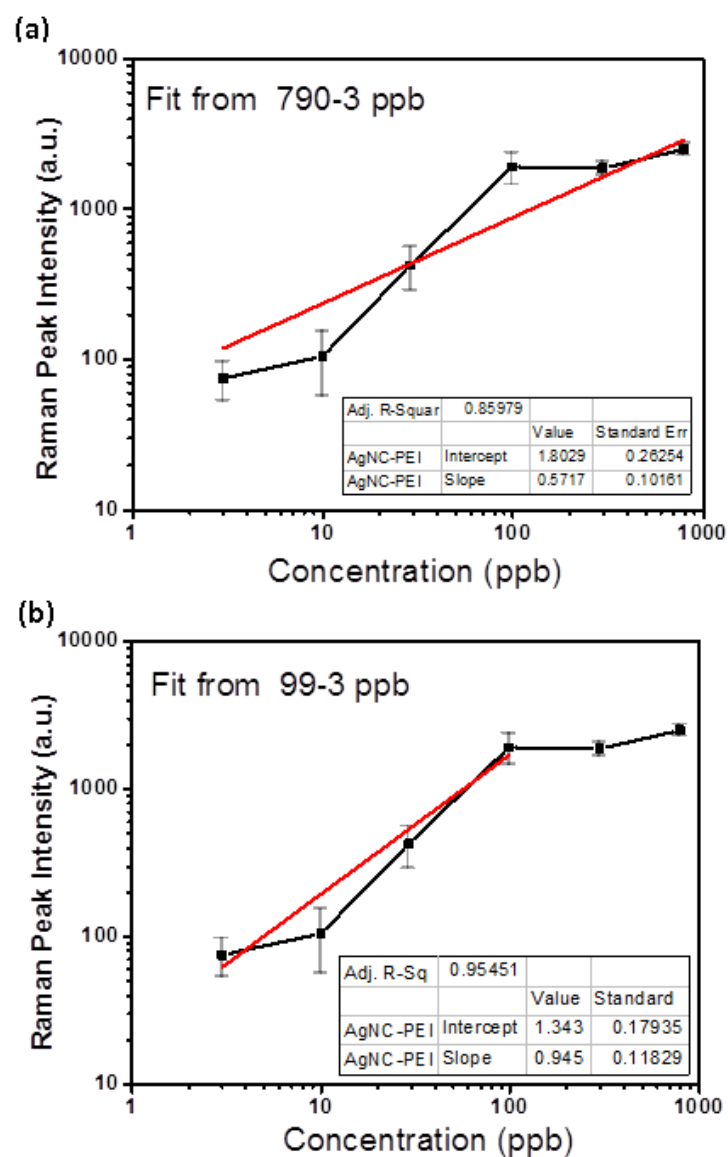 (a)
10000
Fit from 790-3 ppb
1000
100
10
Raman Peak Intensity (a.u.)
Adj. R-Squar 0.85979
Value Standard Err
AgNC-PEI Intercept 1.8029 0.26254
AgNC-PEI Slope 0.5717 0.10161
1 10 100 1000
Concentration (ppb)
(b)
10000
Fit from 99-3 ppb
1000
100
10
Raman Peak Intensity (a.u.)
Adj. R-Sq 0.95451
Value Standard
AgNC-PEI Intercept 1.343 0.17935
AgNC-PEI Slope 0.945 0.11829
1 10 100 1000
Concentration (ppb)